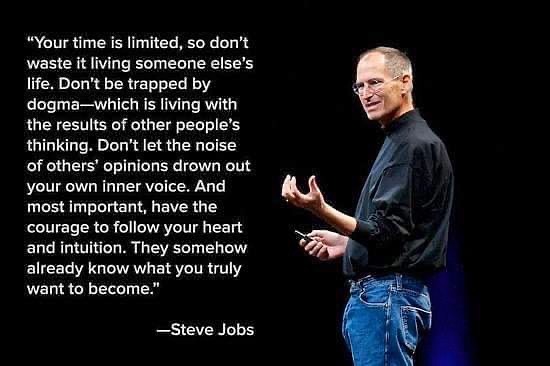 “Your time is limited, so don’t
waste it living someone else’s
life. Don’t be trapped by
dogma—which is living with
the results of other people’s
thinking. Don’t let the noise
of others’ opinions drown out
your own inner voice. And
most important, have the
courage to follow your heart
and intuition. They somehow
already know what you truly
want to become.”
—Steve Jobs